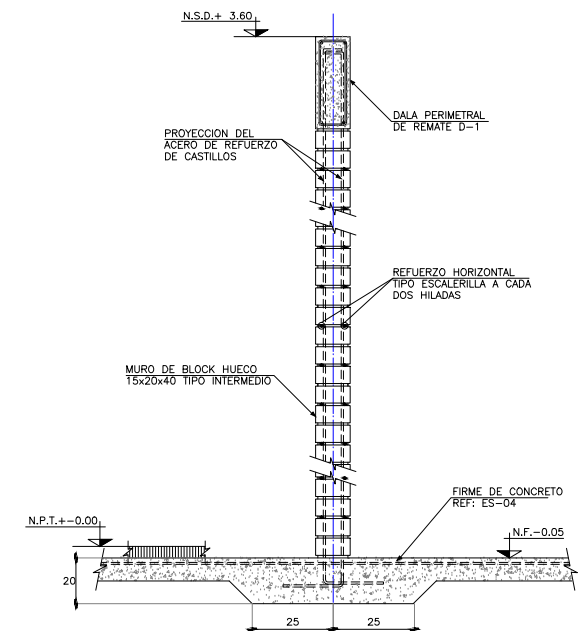 N.S.D.+ 3.60
DALA PERIMETRAL
DE REMATE D-1
PROYECCION DEL
ACERO DE REFUERZO
DE CASTILLOS
REFUERZO HORIZONTAL
TIPO ESCALERILLA A CADA
DOS HILADAS
MURO DE BLOCK HUECO
15x20x40 TIPO INTERMEDIO
FIRME DE CONCRETO
REF: ES-04
N.P.T.+-0.00
N.F.-0.05
20
25
25